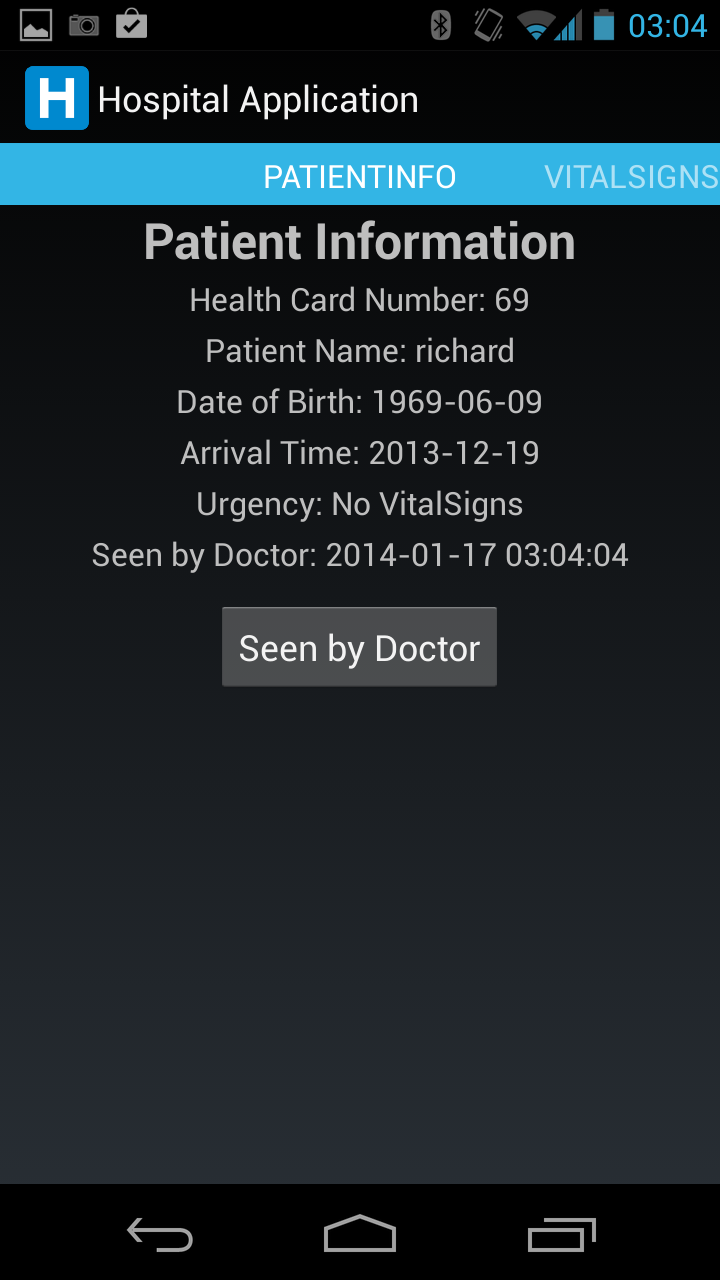 03:04
H Hospital Application
PATIENTINFO VITALSIGNS
Patient Information
Health Card Number: 69
Patient Name: richard
Date of Birth: 1969-06-09
Arrival Time: 2013-12-19
Urgency: No VitalSigns
Seen by Doctor: 2014-01-17 03:04:04
Seen by Doctor